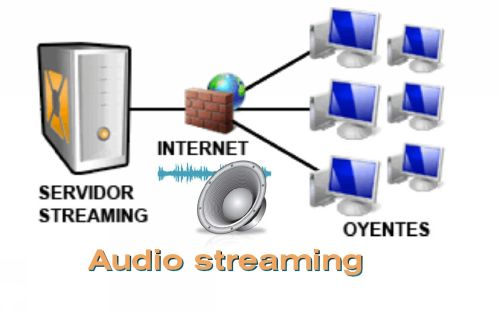 INTERNET
SERVIDOR
STREAMING
OYENTES
Audio streaming